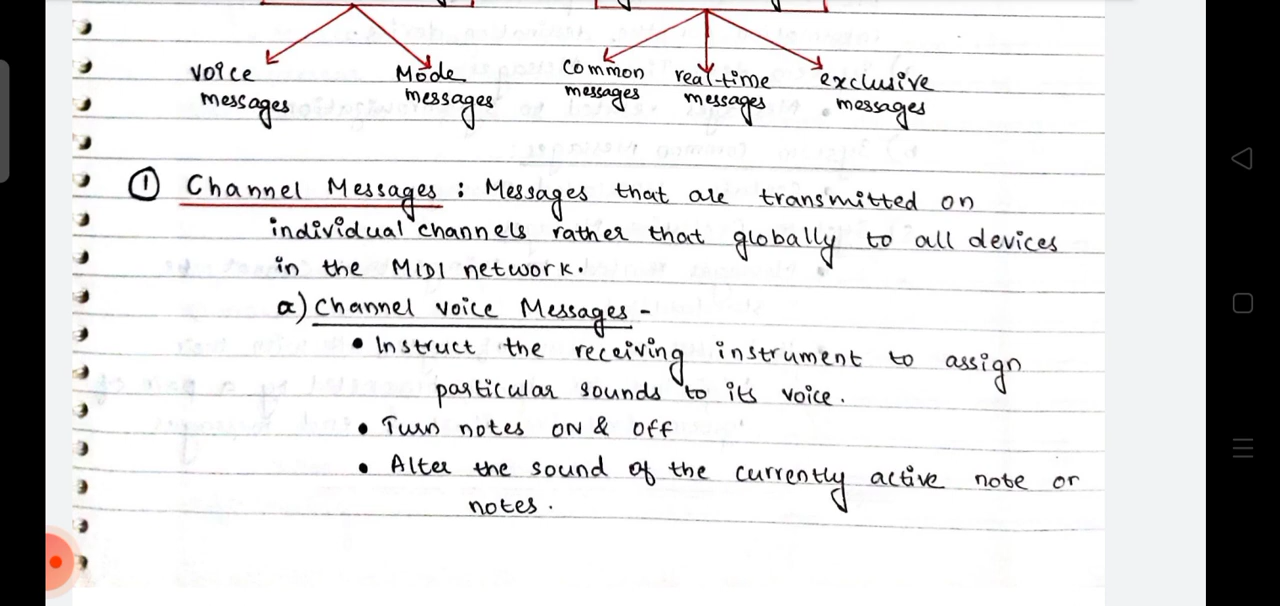 voice messages
Mode messages
common messages
real-time messages
exclusive messages
① Channel Messages : Messages that are transmitted on
individual channels rather that globally to all devices
in the MIDI network.
a) Channel voice Messages -
• Instruct the receiving instrument to assign
particular sounds to its voice.
• Turn notes ON & OFF
• Alter the sound of the currently active note or
notes.